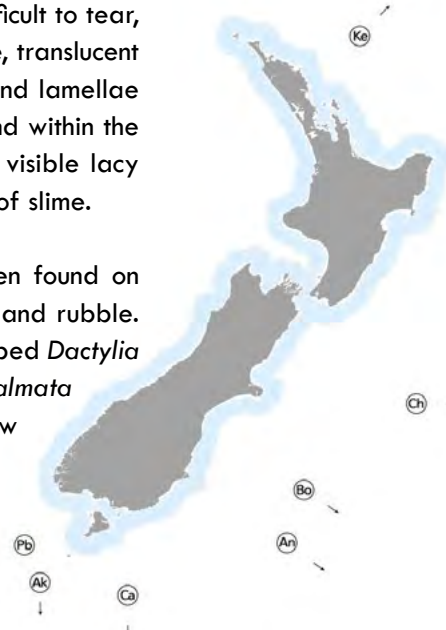 ficult to tear,
, translucent
nd lamellae
nd within the
visible lacy
of slime.
en found on
and rubble.
ped Dactylia
almata
w
Ke
Ch
Bo
An
Pb
Ak
Ca